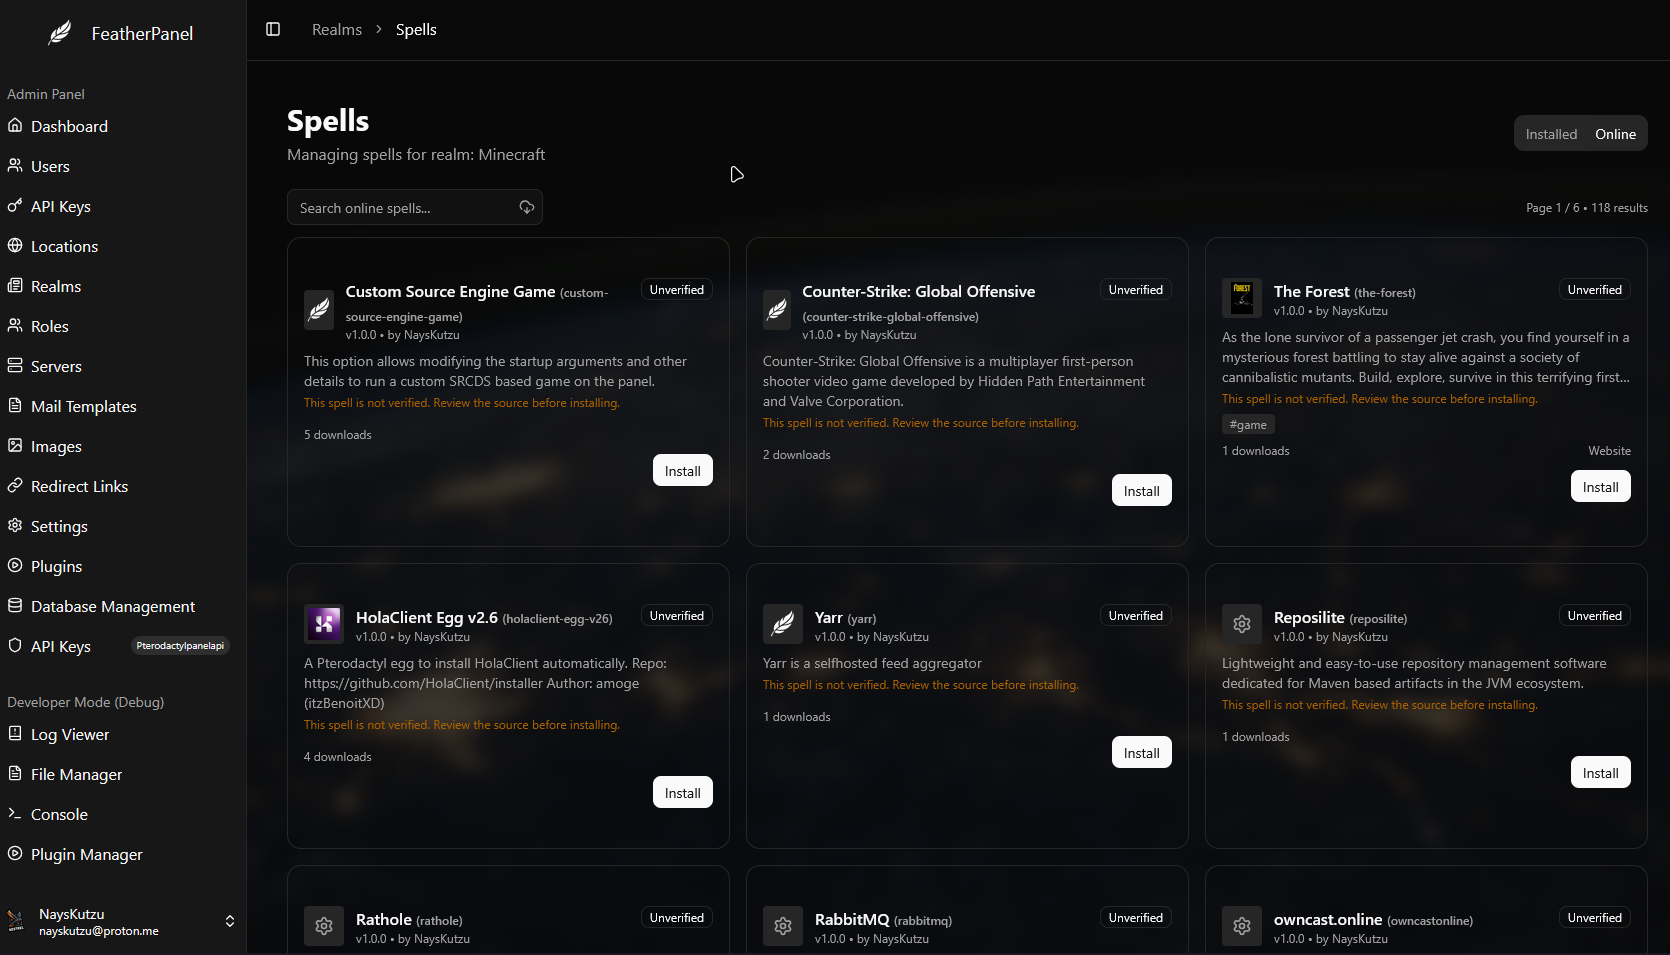 FeatherPanel
Admin Panel
Dashboard
Users
API Keys
Locations
Realms
Roles
Servers
Mail Templates
Images
Redirect Links
Settings
Plugins
Database Management
API Keys Pterodactylpanelapi
Developer Mode (Debug)
Log Viewer
File Manager
Console
Plugin Manager
NaysKutzu
nayskutzu@proton.me
Realms > Spells
Spells
Managing spells for realm: Minecraft
Installed Online
Search online spells...
Page 1 / 6 • 118 results
Custom Source Engine Game (custom-
source-engine-game)
Unverified
v1.0.0 • by NaysKutzu
This option allows modifying the startup arguments and other
details to run a custom SRCDS based game on the panel.
This spell is not verified. Review the source before installing.
5 downloads
Install
Counter-Strike: Global Offensive
(counter-strike-global-offensive)
Unverified
v1.0.0 • by NaysKutzu
Counter-Strike: Global Offensive is a multiplayer first-person
shooter video game developed by Hidden Path Entertainment
and Valve Corporation.
This spell is not verified. Review the source before installing.
2 downloads
Install
FOREST
The Forest (the-forest)
Unverified
v1.0.0 • by NaysKutzu
As the lone survivor of a passenger jet crash, you find yourself in a
mysterious forest battling to stay alive against a society of
cannibalistic mutants. Build, explore, survive in this terrifying first...
This spell is not verified. Review the source before installing.
#game
1 downloads Website
Install
HolaClient Egg v2.6 (holaclient-egg-v26)
Unverified
v1.0.0 • by NaysKutzu
A Pterodactyl egg to install HolaClient automatically. Repo:
https://github.com/HolaClient/installer Author: amoge
(itzBenoitXD)
This spell is not verified. Review the source before installing.
4 downloads
Install
Yarr (yarr)
Unverified
v1.0.0 • by NaysKutzu
Yarr is a selfhosted feed aggregator
This spell is not verified. Review the source before installing.
1 downloads
Install
Reposilite (reposilite)
Unverified
v1.0.0 • by NaysKutzu
Lightweight and easy-to-use repository management software
dedicated for Maven based artifacts in the JVM ecosystem.
This spell is not verified. Review the source before installing.
1 downloads
Install
Rathole (rathole)
Unverified
v1.0.0 • by NaysKutzu
RabbitMQ (rabbitmq)
Unverified
v1.0.0 • by NaysKutzu
owncast.online (owncastonline)
Unverified
v1.0.0 • by NaysKutzu